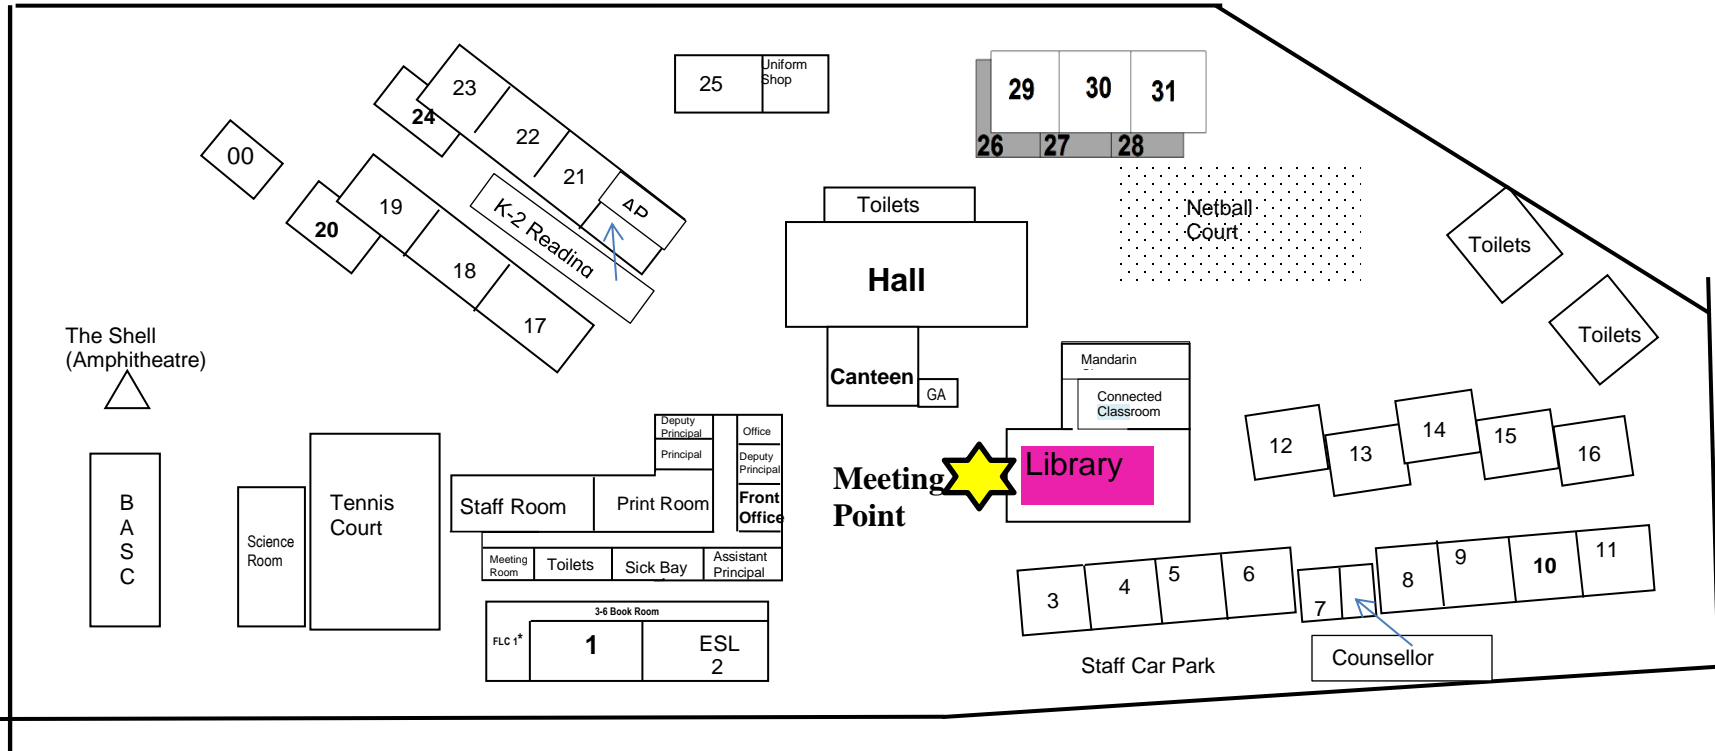 23
24
22
21
AP
K-2 Reading
00
20
19
18
17
25
Uniform
Shop
29
30
31
26
27
28
Toilets
Hall
Canteen
GA
Netball
Court
Toilets
Toilets
The Shell
(Amphitheatre)
B
A
S
C
Science
Room
Tennis
Court
Deputy
Principal
Principal
Office
Deputy
Principal
Front
Office
Staff Room
Print Room
Meeting
Room
Toilets
Sick Bay
Assistant
Principal
3-6 Book Room
FLC 1*
1
ESL
2
Meeting
Point
Mandarin
Connected
Classroom
Library
12
13
14
15
16
3
4
5
6
7
8
9
10
11
Counsellor
Staff Car Park